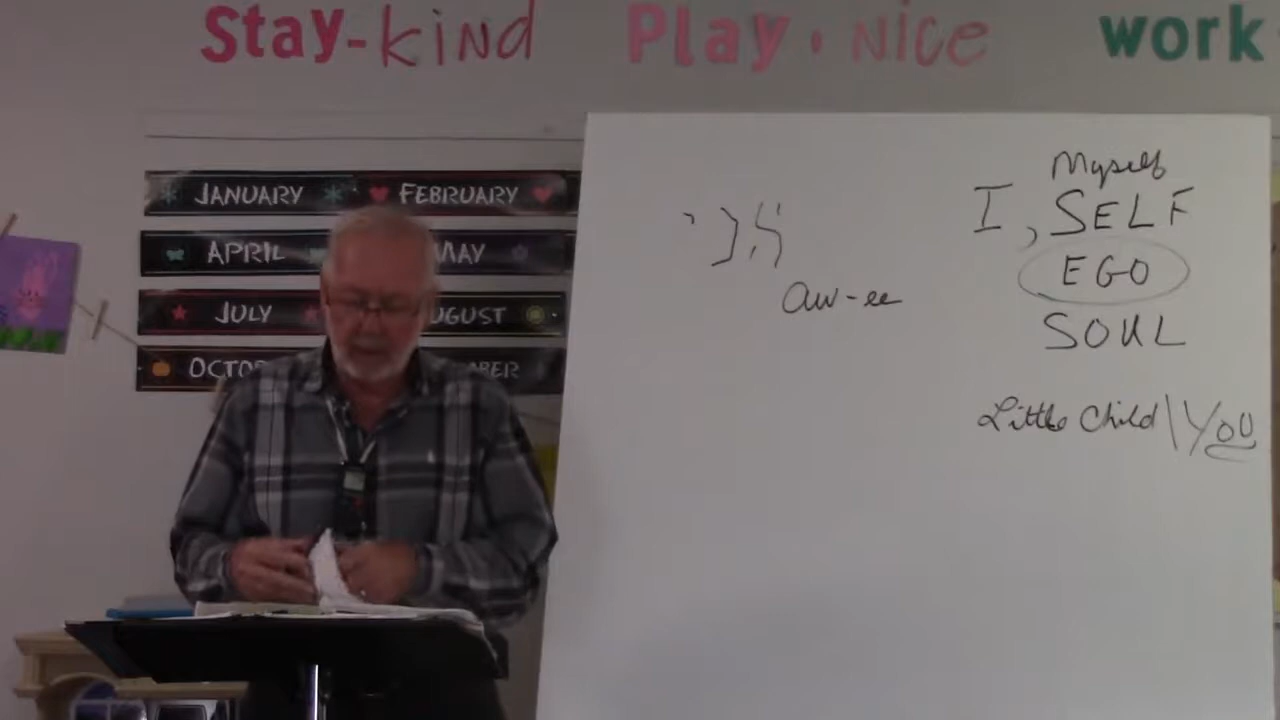 Stay-kind Play • nice work
JANUARY FEBRUARY
APRIL MAY
JULY UGUST
OCTO BER
אני
aw-ee
Myself
I, SELF
EGO
SOUL
Little Child \ YOU